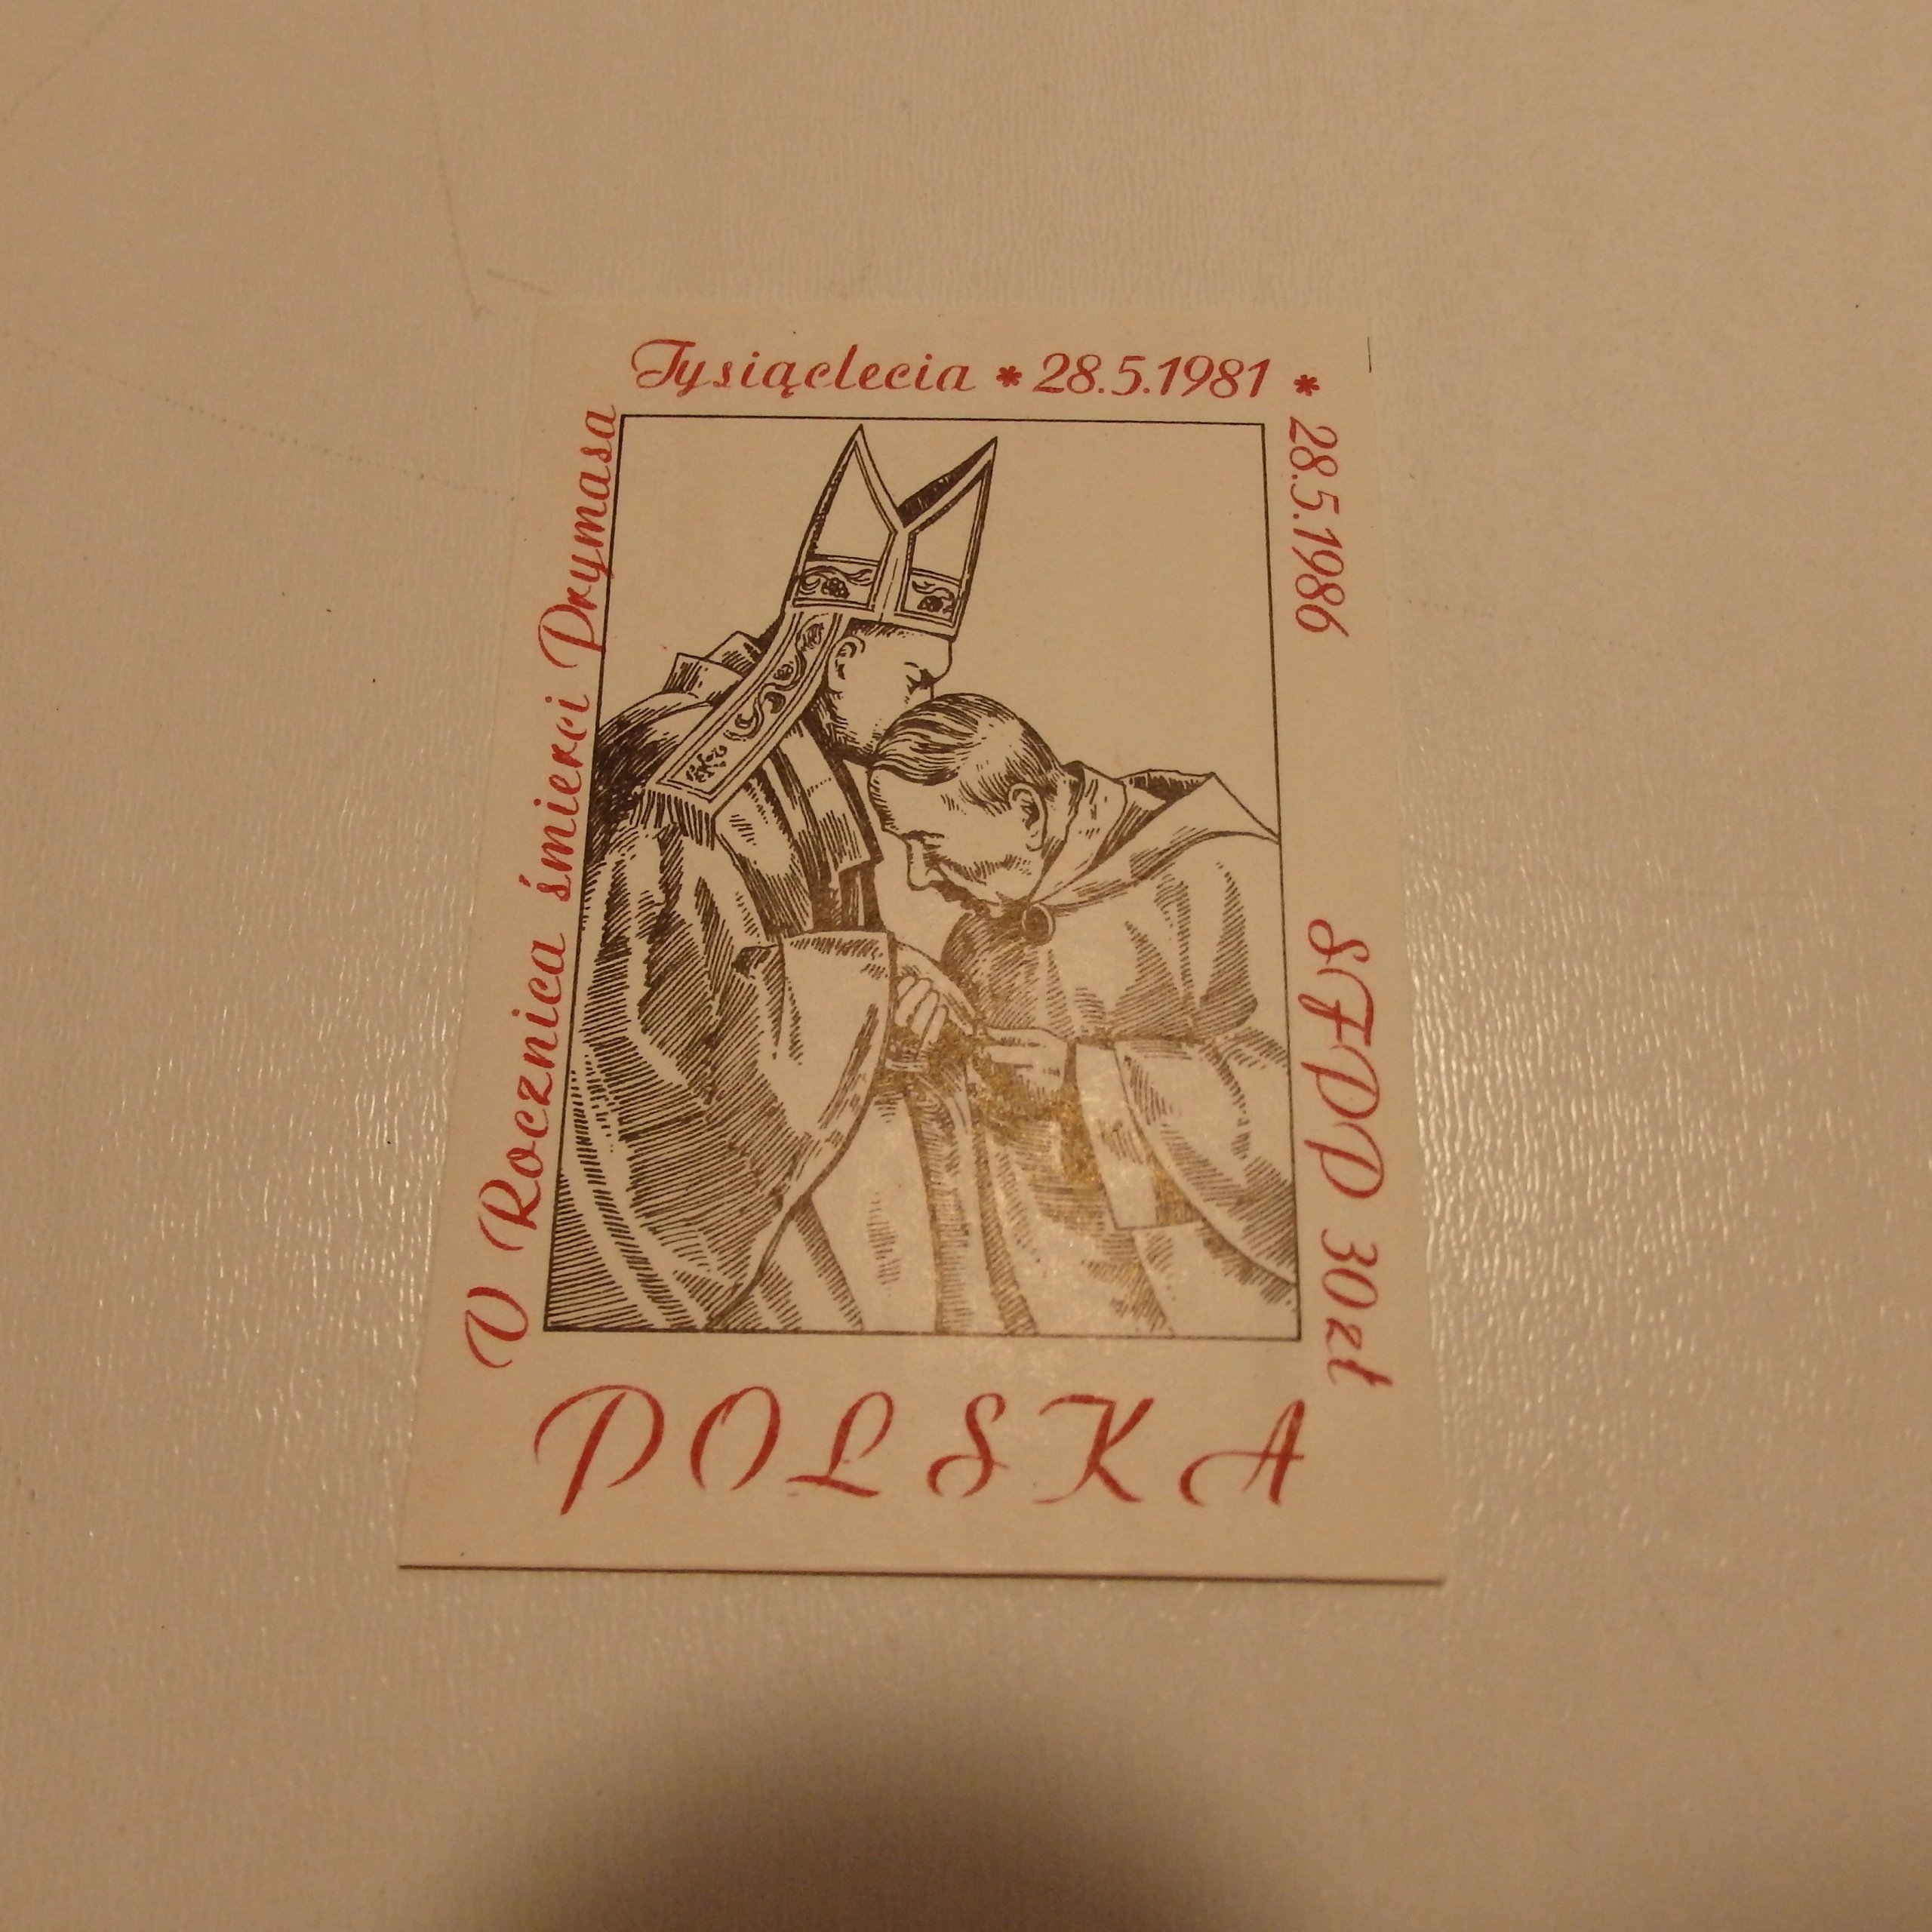 V Rocznica śmierci Prymasa
Tysiąclecia * 28.5.1981 *
28.5.1986
SFPP 30zł
POLSKA